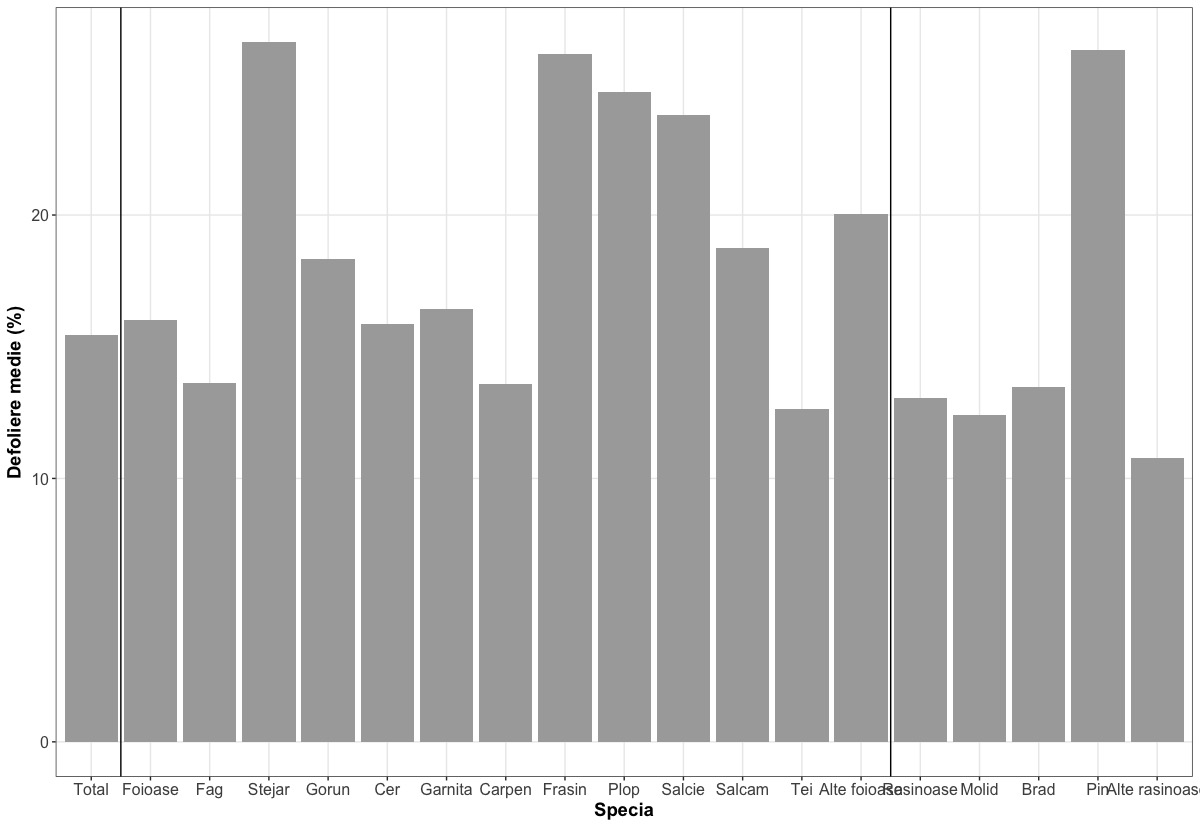 Defoliere medie (%)
20
10
0
Total Foioase Fag Stejar Gorun Cer Garnita Carpen Frasin Plop Salcie Salcam Tei Alte foioase Rasinoase Molid Brad Pin Alte rasinoase
Specia